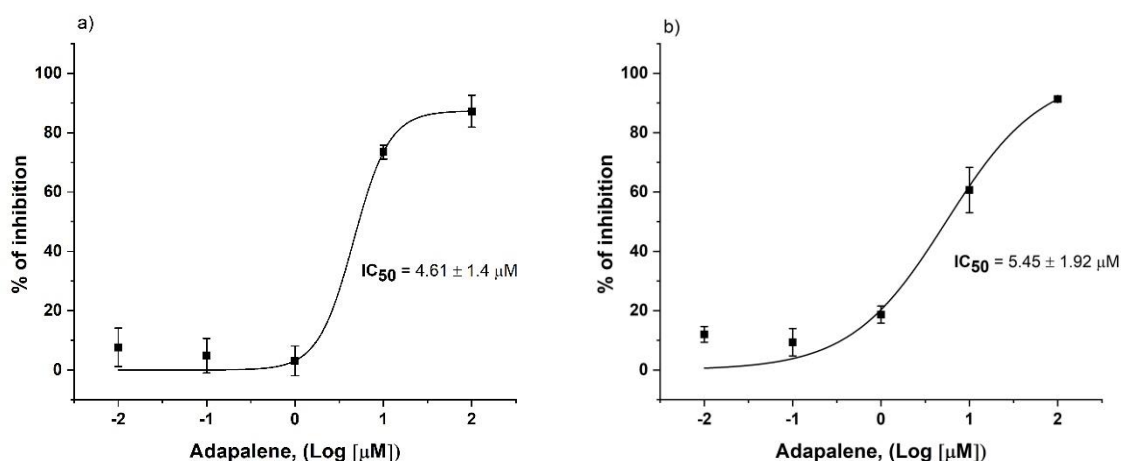 a)
100
80
60
40
20
0
% of inhibition
IC50 = 4.61 ± 1.4 μM
-2 -1 0 1 2
Adapalene, (Log [μM])
b)
100
80
60
40
20
0
% of inhibition
IC50 = 5.45 ± 1.92 μM
-2 -1 0 1 2
Adapalene, (Log [μM])